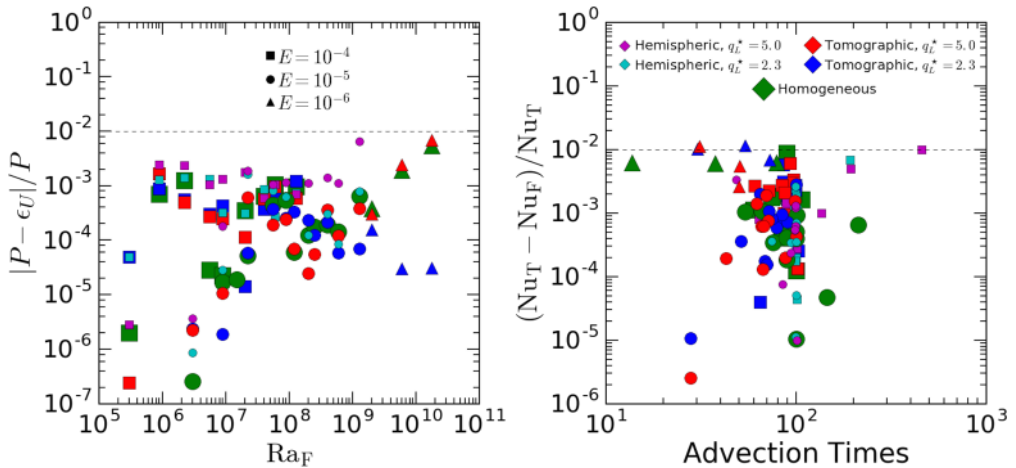 10^0
10^-1
10^-2
10^-3
10^-4
10^-5
10^-6
10^-7
|P − ϵ_U|/P
E = 10^-4
E = 10^-5
E = 10^-6
10^5 10^6 10^7 10^8 10^9 10^10 10^11
Ra_F
10^0
10^-1
10^-2
10^-3
10^-4
10^-5
10^-6
(Nu_T − Nu_F)/Nu_T
Hemispheric, q_L^⋆ = 5.0 Tomographic, q_L^⋆ = 5.0
Hemispheric, q_L^⋆ = 2.3 Tomographic, q_L^⋆ = 2.3
Homogeneous
10^1 10^2 10^3
Advection Times